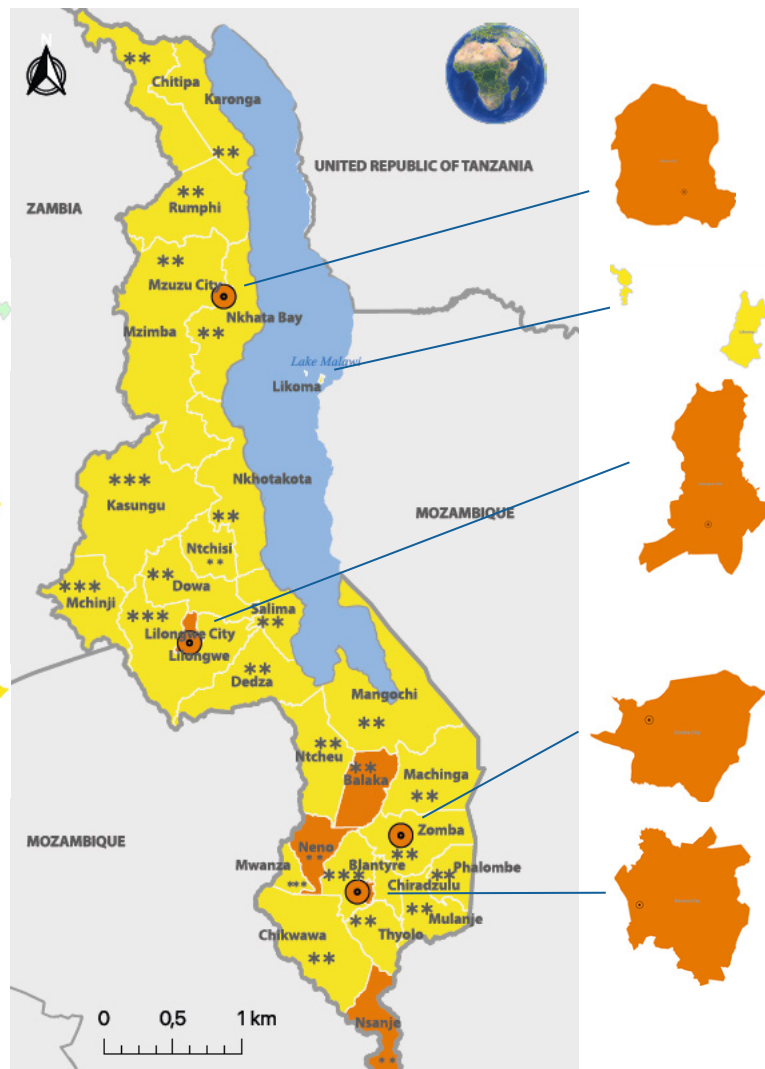 N
**
Chitipa
Karonga
**
UNITED REPUBLIC OF TANZANIA
**
ZAMBIA
Rumphi
**
Mzuzu City
Nkhata Bay
Mzimba
**
Lake Malawi
Likoma
***
Nkhotakota
Kasungu
**
MOZAMBIQUE
Ntchisi
**
**
***
Dowa
Mchinji
***
Salima
**
Lilongwe City
Lilongwe
**
Dedza
Mangochi
**
**
Ntcheu
**
Balaka
Machinga
**
MOZAMBIQUE
Zomba
Neno
**
**
Mwanza
Blantyre
***
Phalombe
**
***
Chiradzulu
**
Mulanje
**
Chikwawa
Thyolo
**
0 0,5 1 km
Nsanje
**